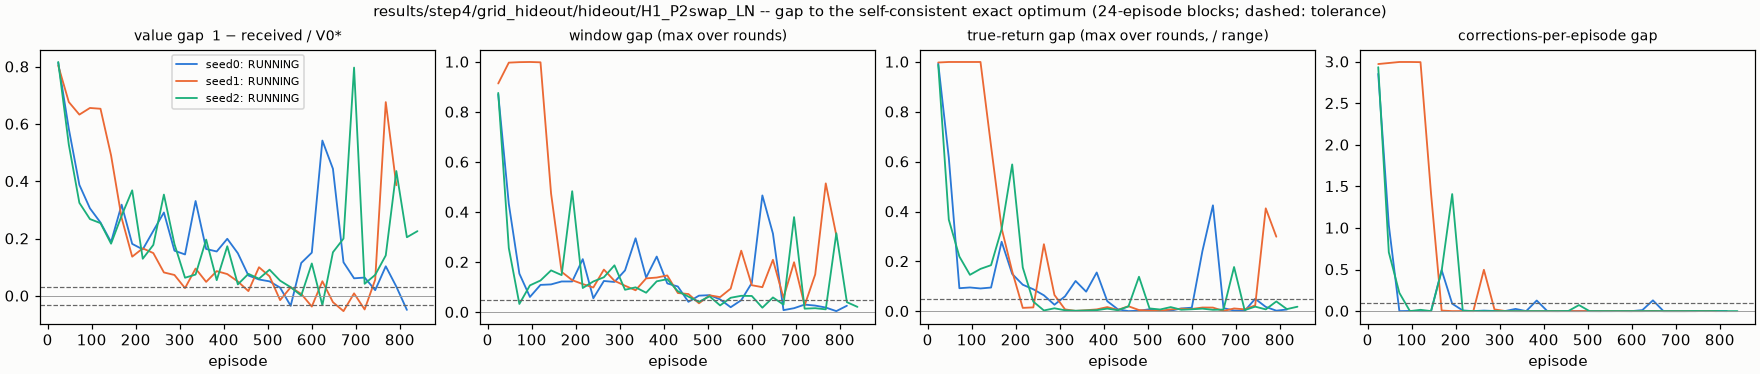 results/step4/grid_hideout/hideout/H1_P2swap_LN -- gap to the self-consistent exact optimum (24-episode blocks; dashed: tolerance)
value gap 1 − received / V0*
0.8
0.6
0.4
0.2
0.0
seed0: RUNNING
seed1: RUNNING
seed2: RUNNING
0 100 200 300 400 500 600 700 800
episode
window gap (max over rounds)
1.0
0.8
0.6
0.4
0.2
0.0
0 100 200 300 400 500 600 700 800
episode
true-return gap (max over rounds, / range)
1.0
0.8
0.6
0.4
0.2
0.0
0 100 200 300 400 500 600 700 800
episode
corrections-per-episode gap
3.0
2.5
2.0
1.5
1.0
0.5
0.0
0 100 200 300 400 500 600 700 800
episode